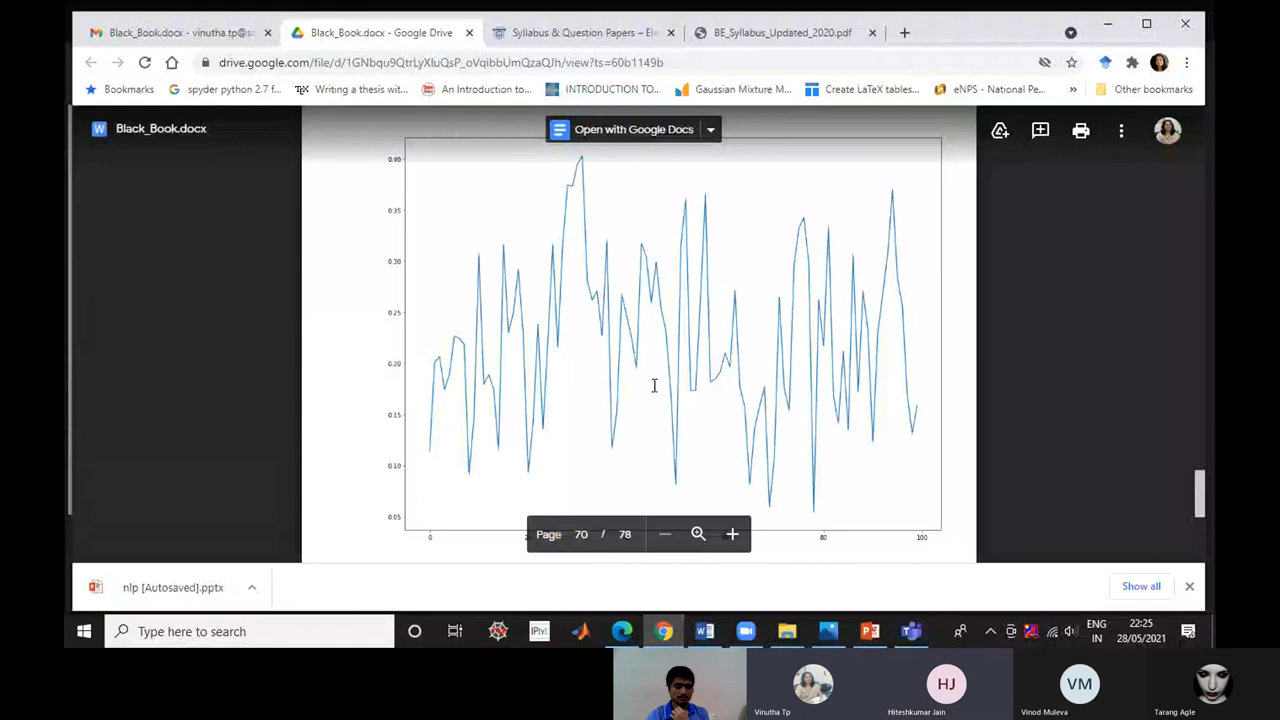 Black_Book.docx - vinutha.tp@s
Black_Book.docx - Google Drive
Syllabus & Question Papers – Ele
BE_Syllabus_Updated_2020.pdf
drive.google.com/file/d/1GNbqu9QtrLyXluQsP_oVqibbUmQzaQJh/view?ts=60b1149b
Bookmarks
spyder python 2.7 f...
Writing a thesis wit...
An Introduction to...
INTRODUCTION TO...
Gaussian Mixture M...
Create LaTeX tables...
eNPS - National Pe...
»
Other bookmarks
W Black_Book.docx
Open with Google Docs
0.40
0.35
0.30
0.25
0.20
0.15
0.10
0.05
0
80
100
Page 70 / 78
nlp [Autosaved].pptx
Show all
Type here to search
ENG
IN
22:25
28/05/2021
HJ
VM
Vinutha Tp
Hiteshkumar Jain
Vinod Muleva
Tarang Agle